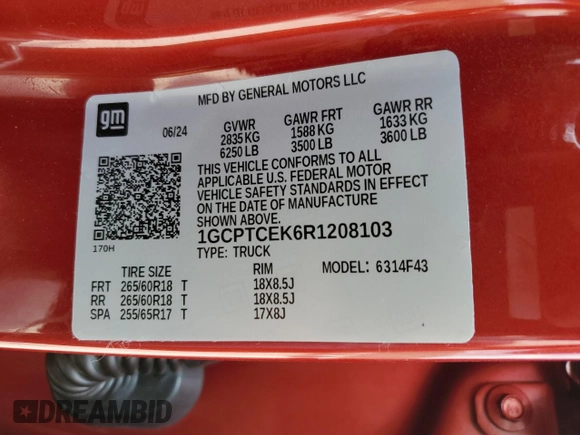 MFD BY GENERAL MOTORS LLC
gm
06/24
GVWR GAWR FRT GAWR RR
2835 KG 1588 KG 1633 KG
6250 LB 3500 LB 3600 LB
THIS VEHICLE CONFORMS TO ALL
APPLICABLE U.S. FEDERAL MOTOR
VEHICLE SAFETY STANDARDS IN EFFECT
ON THE DATE OF MANUFACTURE
SHOWN ABOVE.
170H
1GCPTCEK6R1208103
TYPE: TRUCK
TIRE SIZE RIM MODEL: 6314F43
FRT 265/60R18 T 18X8.5J
RR 265/60R18 T 18X8.5J
SPA 255/65R17 T 17X8J
DREAMBID